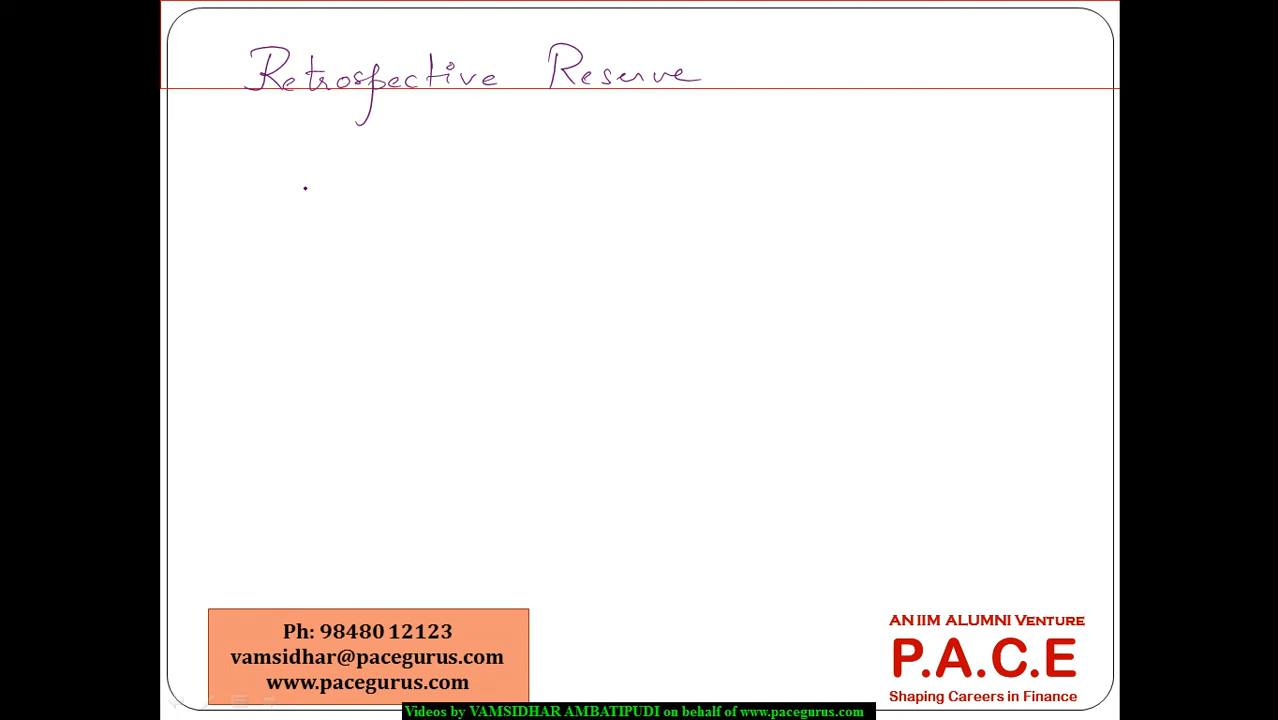 Retrospective Reserve
Ph: 98480 12123
vamsidhar@pacegurus.com
www.pacegurus.com
AN IIM ALUMNI VENTURE
P.A.C.E
Shaping Careers in Finance
Videos by VAMSIDHAR AMBATIPUDI on behalf of www.pacegurus.com